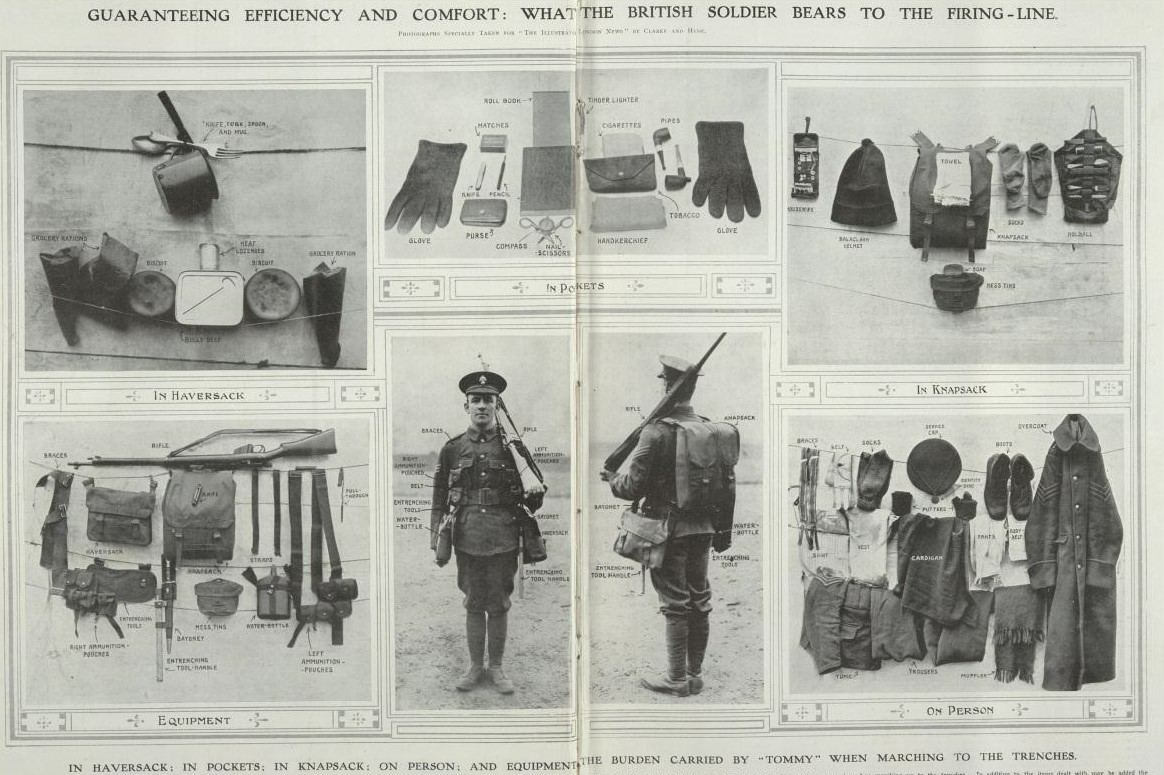 GUARANTEEING EFFICIENCY AND COMFORT: WHAT THE BRITISH SOLDIER BEARS TO THE FIRING-LINE.
PHOTOGRAPHS SPECIALLY TAKEN FOR "THE ILLUSTRATED LONDON NEWS" BY CLARKE AND HYDE.
KNIFE, FORK, SPOON,
AND MUG.
GROCERY RATIONS
MEAT
LOZENGES
GROCERY RATION
BISCUIT
BISCUIT
BULLY BEEF
IN HAVERSACK
ROLL BOOK
TINDER LIGHTER
MATCHES
CIGARETTES
PIPES
KNIFE
PENCIL
PURSE
TOBACCO
GLOVE
COMPASS
NAIL-
SCISSORS
HANDKERCHIEF
GLOVE
IN POCKETS
TOWEL
HOUSEWIFE
BALACLAVA
HELMET
SOCKS
KNAPSACK
HOLDALL
SOAP
MESS-TINS
IN KNAPSACK
RIFLE
BRACES
KNIFE
PULL-
THROUGH
HAVERSACK
KNAPSACK
STRAPS
ENTRENCHING
TOOLS
MESS TINS
WATER-BOTTLE
RIGHT AMMUNITION-
POUCHES
BAYONET
ENTRENCHING
TOOL-HANDLE
LEFT
AMMUNITION-
POUCHES
EQUIPMENT
BRACES
RIFLE
RIGHT
AMMUNITION-
POUCHES
LEFT
AMMUNITION-
POUCHES
BELT
ENTRENCHING
TOOLS
WATER-
BOTTLE
BAYONET
HAVERSACK
ENTRENCHING
TOOL HANDLE
RIFLE
KNAPSACK
BAYONET
WATER-
BOTTLE
ENTRENCHING
TOOLS
ENTRENCHING
TOOL-HANDLE
BRACES
BELT
SOCKS
SERVICE
CAP
BOOTS
OVERCOAT
IDENTITY
DISC
PUTTEES
SHIRT
VEST
CARDIGAN
PANTS
BODY-
BELT
TUNIC
TROUSERS
MUFFLER
ON PERSON
IN HAVERSACK; IN POCKETS; IN KNAPSACK; ON PERSON; AND EQUIPMENT THE BURDEN CARRIED BY "TOMMY" WHEN MARCHING TO THE TRENCHES.